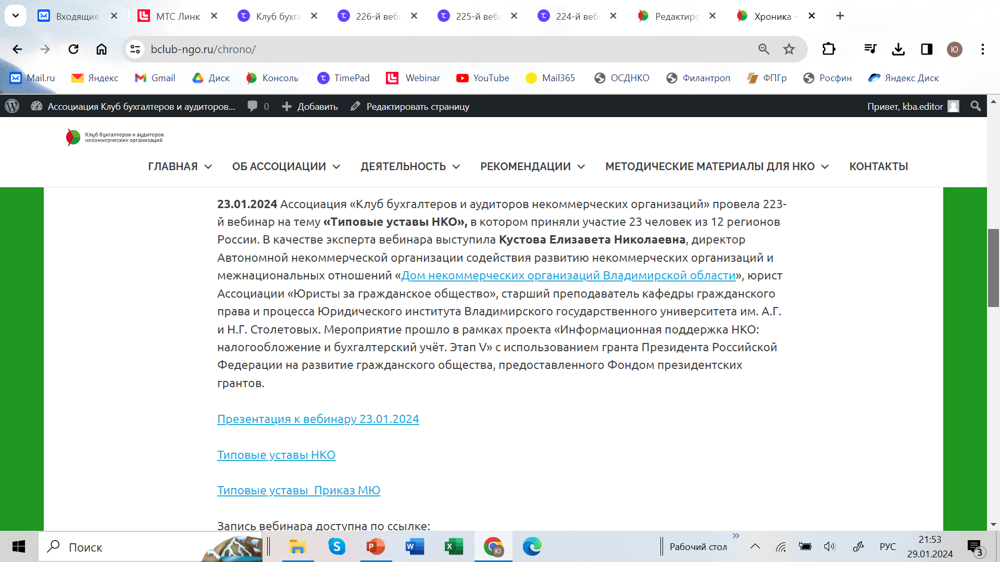 Входящие
МТС Линк
Клуб бухга
226-й веб
225-й веб
224-й веб
Редактиро
Хроника –
bclub-ngo.ru/chrono/
Ю
Mail.ru
Яндекс
Gmail
Диск
Консоль
TimePad
Webinar
YouTube
Mail365
ОСДНКО
Филантроп
ФПГр
Росфин
Яндекс Диск
Ассоциация Клуб бухгалтеров и аудиторов...
0
Добавить
Редактировать страницу
Привет, kba.editor
Клуб бухгалтеров и аудиторов
некоммерческих организаций
ГЛАВНАЯ
ОБ АССОЦИАЦИИ
ДЕЯТЕЛЬНОСТЬ
РЕКОМЕНДАЦИИ
МЕТОДИЧЕСКИЕ МАТЕРИАЛЫ ДЛЯ НКО
КОНТАКТЫ
23.01.2024 Ассоциация «Клуб бухгалтеров и аудиторов некоммерческих организаций» провела 223-
й вебинар на тему «Типовые уставы НКО», в котором приняли участие 23 человек из 12 регионов
России. В качестве эксперта вебинара выступила Кустова Елизавета Николаевна, директор
Автономной некоммерческой организации содействия развитию некоммерческих организаций и
межнациональных отношений «Дом некоммерческих организаций Владимирской области», юрист
Ассоциации «Юристы за гражданское общество», старший преподаватель кафедры гражданского
права и процесса Юридического института Владимирского государственного университета им. А.Г.
и Н.Г. Столетовых. Мероприятие прошло в рамках проекта «Информационная поддержка НКО:
налогообложение и бухгалтерский учёт. Этап V» с использованием гранта Президента Российской
Федерации на развитие гражданского общества, предоставленного Фондом президентских
грантов.
Презентация к вебинару 23.01.2024
Типовые уставы НКО
Типовые уставы  Приказ МЮ
Запись вебинара доступна по ссылке:
Поиск
Рабочий стол
РУС
21:53
29.01.2024
3